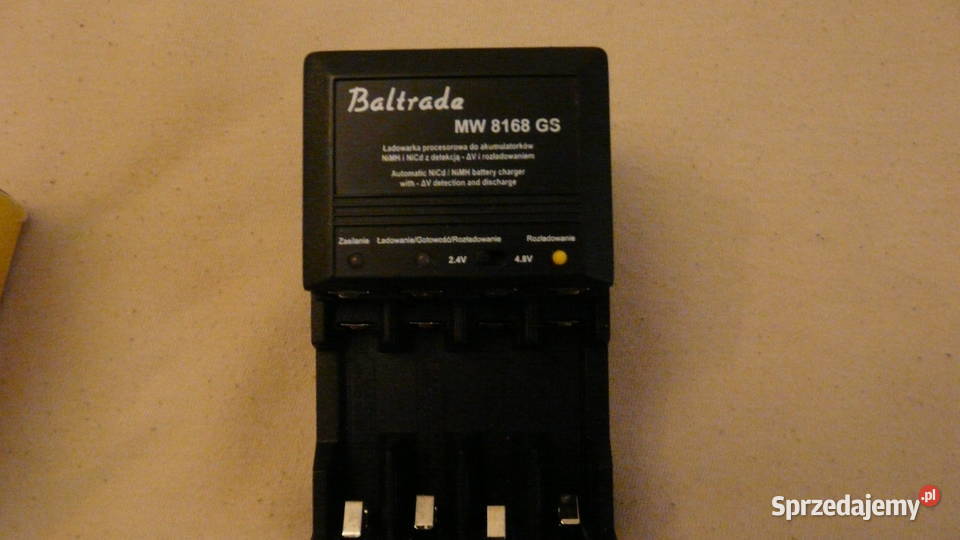 Baltrade
MW 8168 GS
Ładowarka procesorowa do akumulatorków
NiMH i NiCd z detekcją - ΔV i rozładowaniem
Automatic NiCd / NiMH battery charger
with - ΔV detection and discharge
Zasilanie Ładowanie/Gotowość/Rozładowanie Rozładowanie
2.4V 4.8V
Sprzedajemy.pl